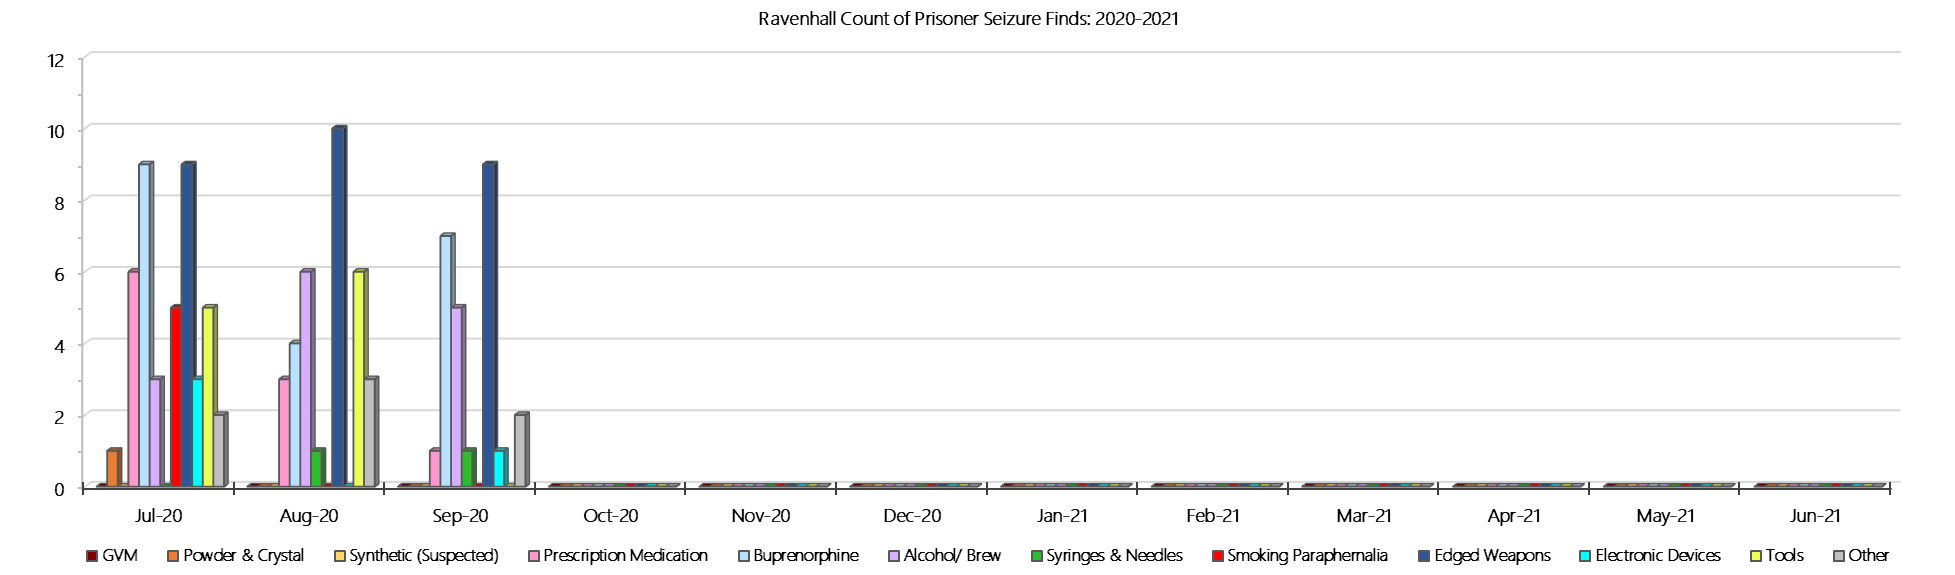 Ravenhall Count of Prisoner Seizure Finds: 2020-2021
12
10
8
6
4
2
0
Jul-20 Aug-20 Sep-20 Oct-20 Nov-20 Dec-20 Jan-21 Feb-21 Mar-21 Apr-21 May-21 Jun-21
GVM Powder & Crystal Synthetic (Suspected) Prescription Medication Buprenorphine Alcohol/ Brew Syringes & Needles Smoking Paraphernalia Edged Weapons Electronic Devices Tools Other